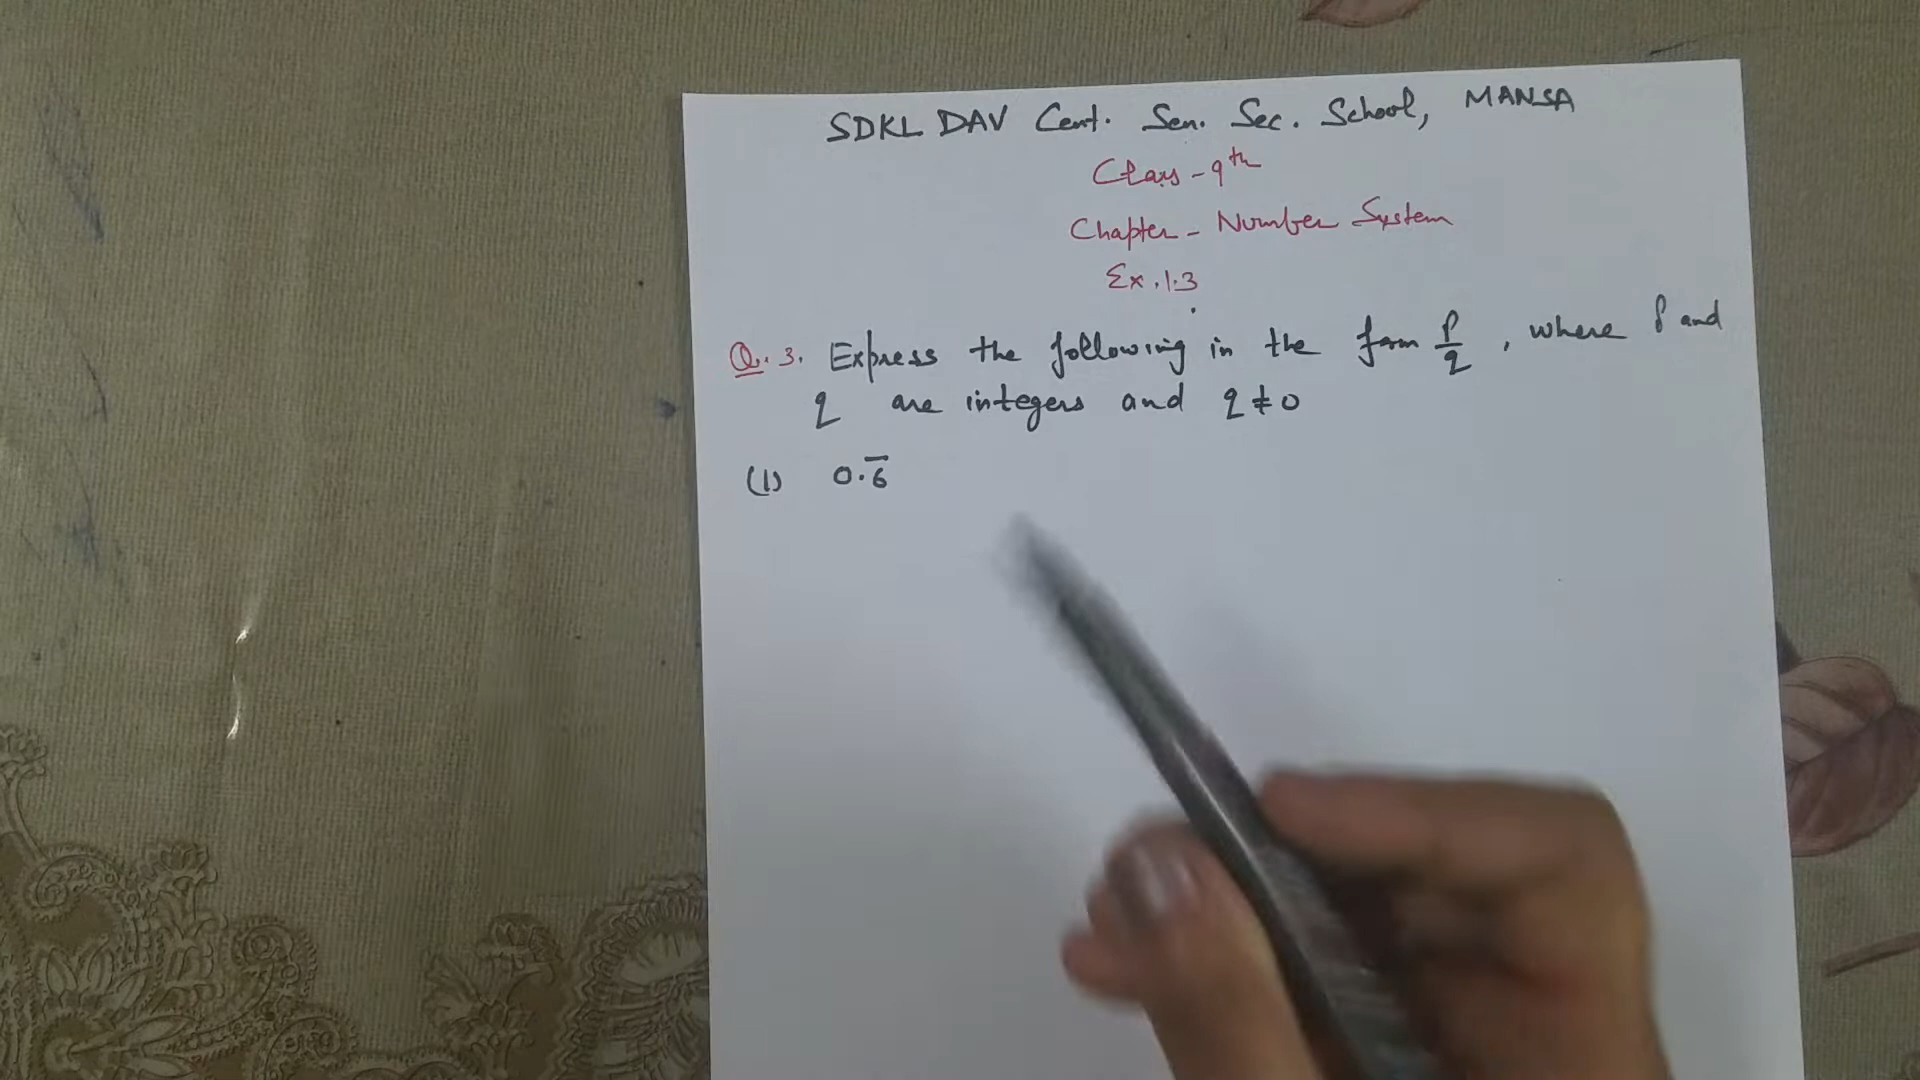 SDKL DAV Cent. Sen. Sec. School, MANSA
Class - 9th
Chapter - Number System
Ex. 1.3
Q. 3. Express the following in the form p/q , where p and
q are integers and q ≠ 0
(1) 0.6̅